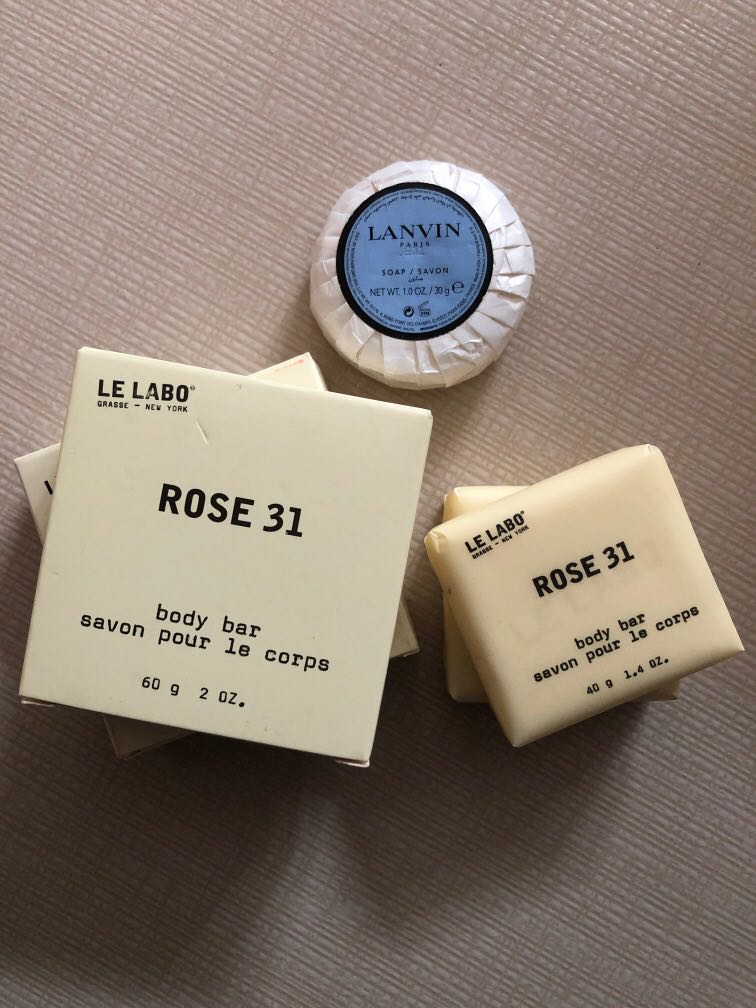 LANVIN
PARIS
SOAP / SAVON
صابون
NET WT. 1.0 OZ. / 30 g ℮
24M
LE LABO®
GRASSE – NEW YORK
ROSE 31
body bar
savon pour le corps
60 g 2 oz.
L
LE LABO®
GRASSE – NEW YORK
ROSE 31
body bar
savon pour le corps
40 g 1.4 oz.